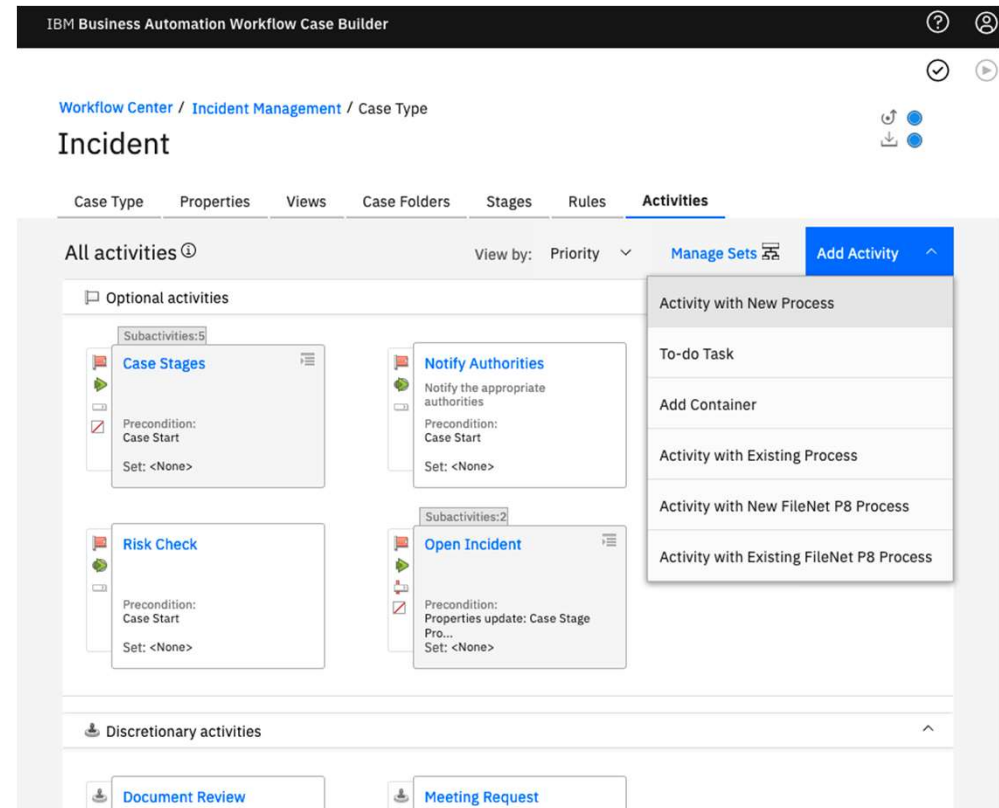 IBM Business Automation Workflow Case Builder
Workflow Center / Incident Management / Case Type
Incident
Case Type Properties Views Case Folders Stages Rules Activities
All activities
View by: Priority
Manage Sets
Add Activity
Activity with New Process
To-do Task
Add Container
Activity with Existing Process
Activity with New FileNet P8 Process
Activity with Existing FileNet P8 Process
Optional activities
Subactivities:5
Case Stages
Precondition:
Case Start
Set: <None>
Notify Authorities
Notify the appropriate
authorities
Precondition:
Case Start
Set: <None>
Risk Check
Precondition:
Case Start
Set: <None>
Subactivities:2
Open Incident
Precondition:
Properties update: Case Stage
Pro...
Set: <None>
Discretionary activities
Document Review
Meeting Request